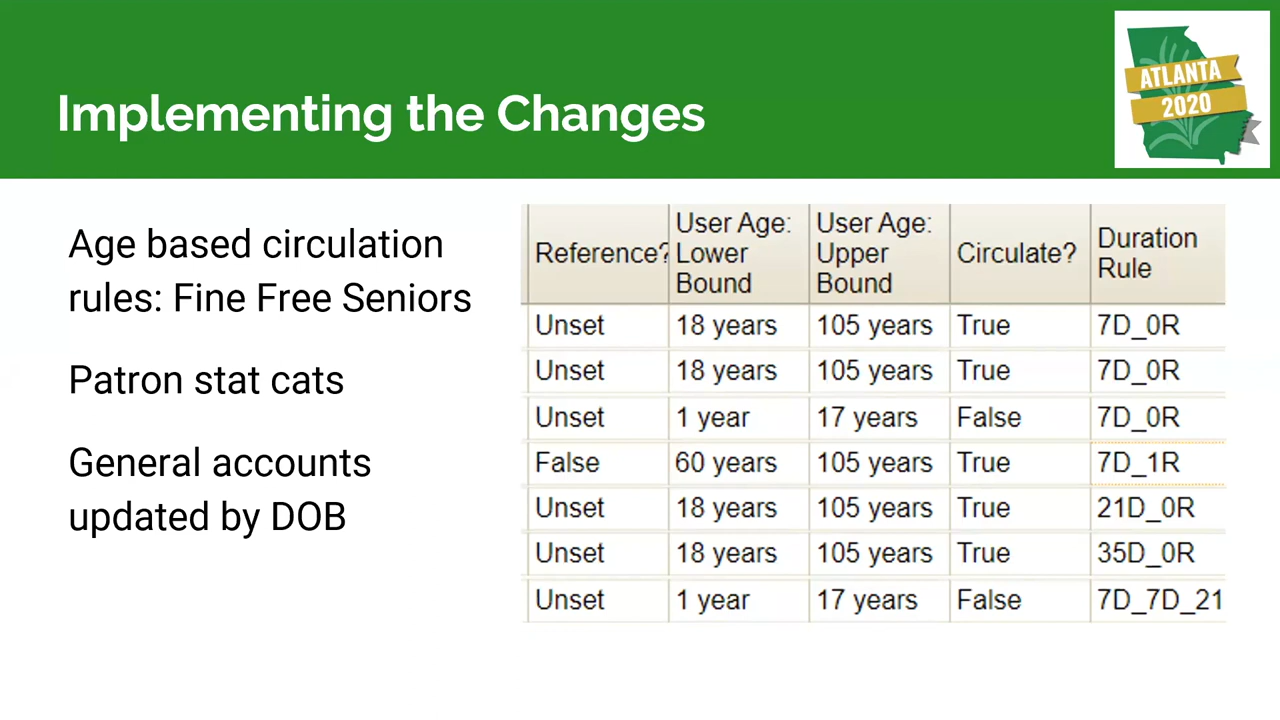 Implementing the Changes
ATLANTA
2020
Age based circulation
rules: Fine Free Seniors
Patron stat cats
General accounts
updated by DOB
Reference? User Age: Lower Bound User Age: Upper Bound Circulate? Duration Rule
Unset 18 years 105 years True 7D_0R
Unset 18 years 105 years True 7D_0R
Unset 1 year 17 years False 7D_0R
False 60 years 105 years True 7D_1R
Unset 18 years 105 years True 21D_0R
Unset 18 years 105 years True 35D_0R
Unset 1 year 17 years False 7D_7D_21